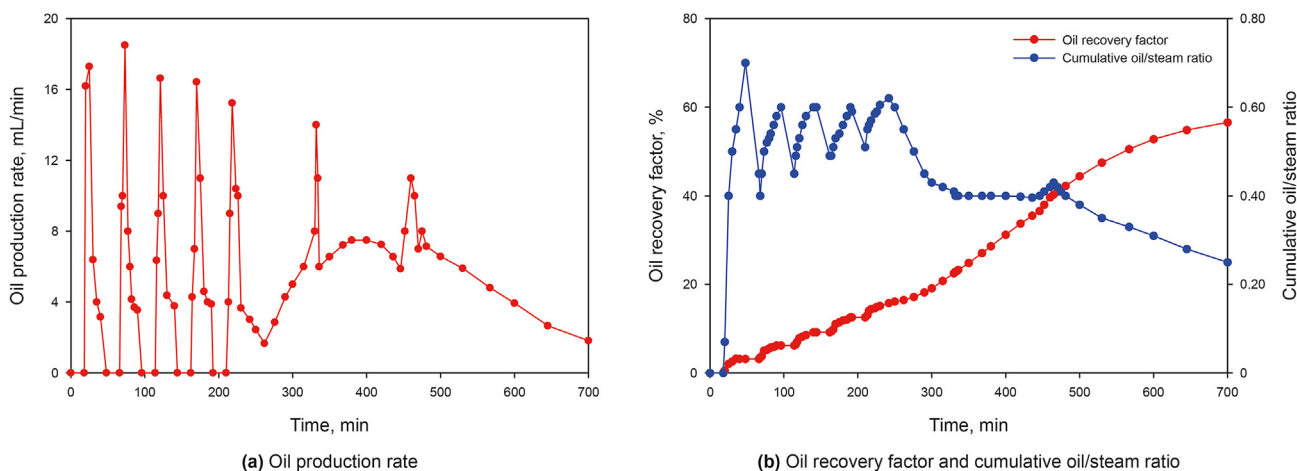 20
16
12
8
4
0
Oil production rate, mL/min
0 100 200 300 400 500 600 700
Time, min
(a) Oil production rate
80
60
40
20
0
Oil recovery factor, %
Oil recovery factor
Cumulative oil/steam ratio
0.80
0.60
0.40
0.20
0
Cumulative oil/steam ratio
0 100 200 300 400 500 600 700
Time, min
(b) Oil recovery factor and cumulative oil/steam ratio